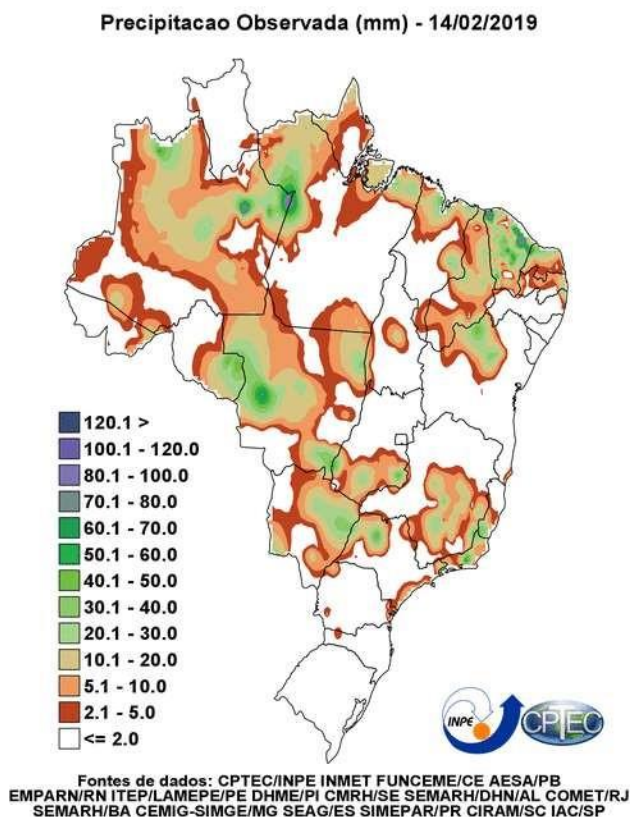 Precipitacao Observada (mm) - 14/02/2019
120.1 >
100.1 - 120.0
80.1 - 100.0
70.1 - 80.0
60.1 - 70.0
50.1 - 60.0
40.1 - 50.0
30.1 - 40.0
20.1 - 30.0
10.1 - 20.0
5.1 - 10.0
2.1 - 5.0
<= 2.0
INPE
CPTEC
Fontes de dados: CPTEC/INPE INMET FUNCEME/CE AESA/PB
EMPARN/RN ITEP/LAMEPE/PE DHME/PI CMRH/SE SEMARH/DHN/AL COMET/RJ
SEMARH/BA CEMIG-SIMGE/MG SEAG/ES SIMEPAR/PR CIRAM/SC IAC/SP